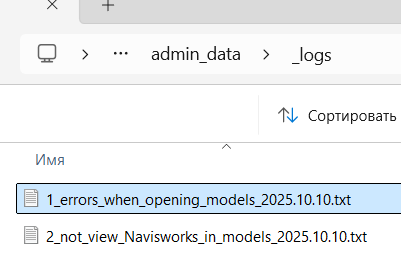 admin_data
_logs
Сортировать
Имя
1_errors_when_opening_models_2025.10.10.txt
2_not_view_Navisworks_in_models_2025.10.10.txt